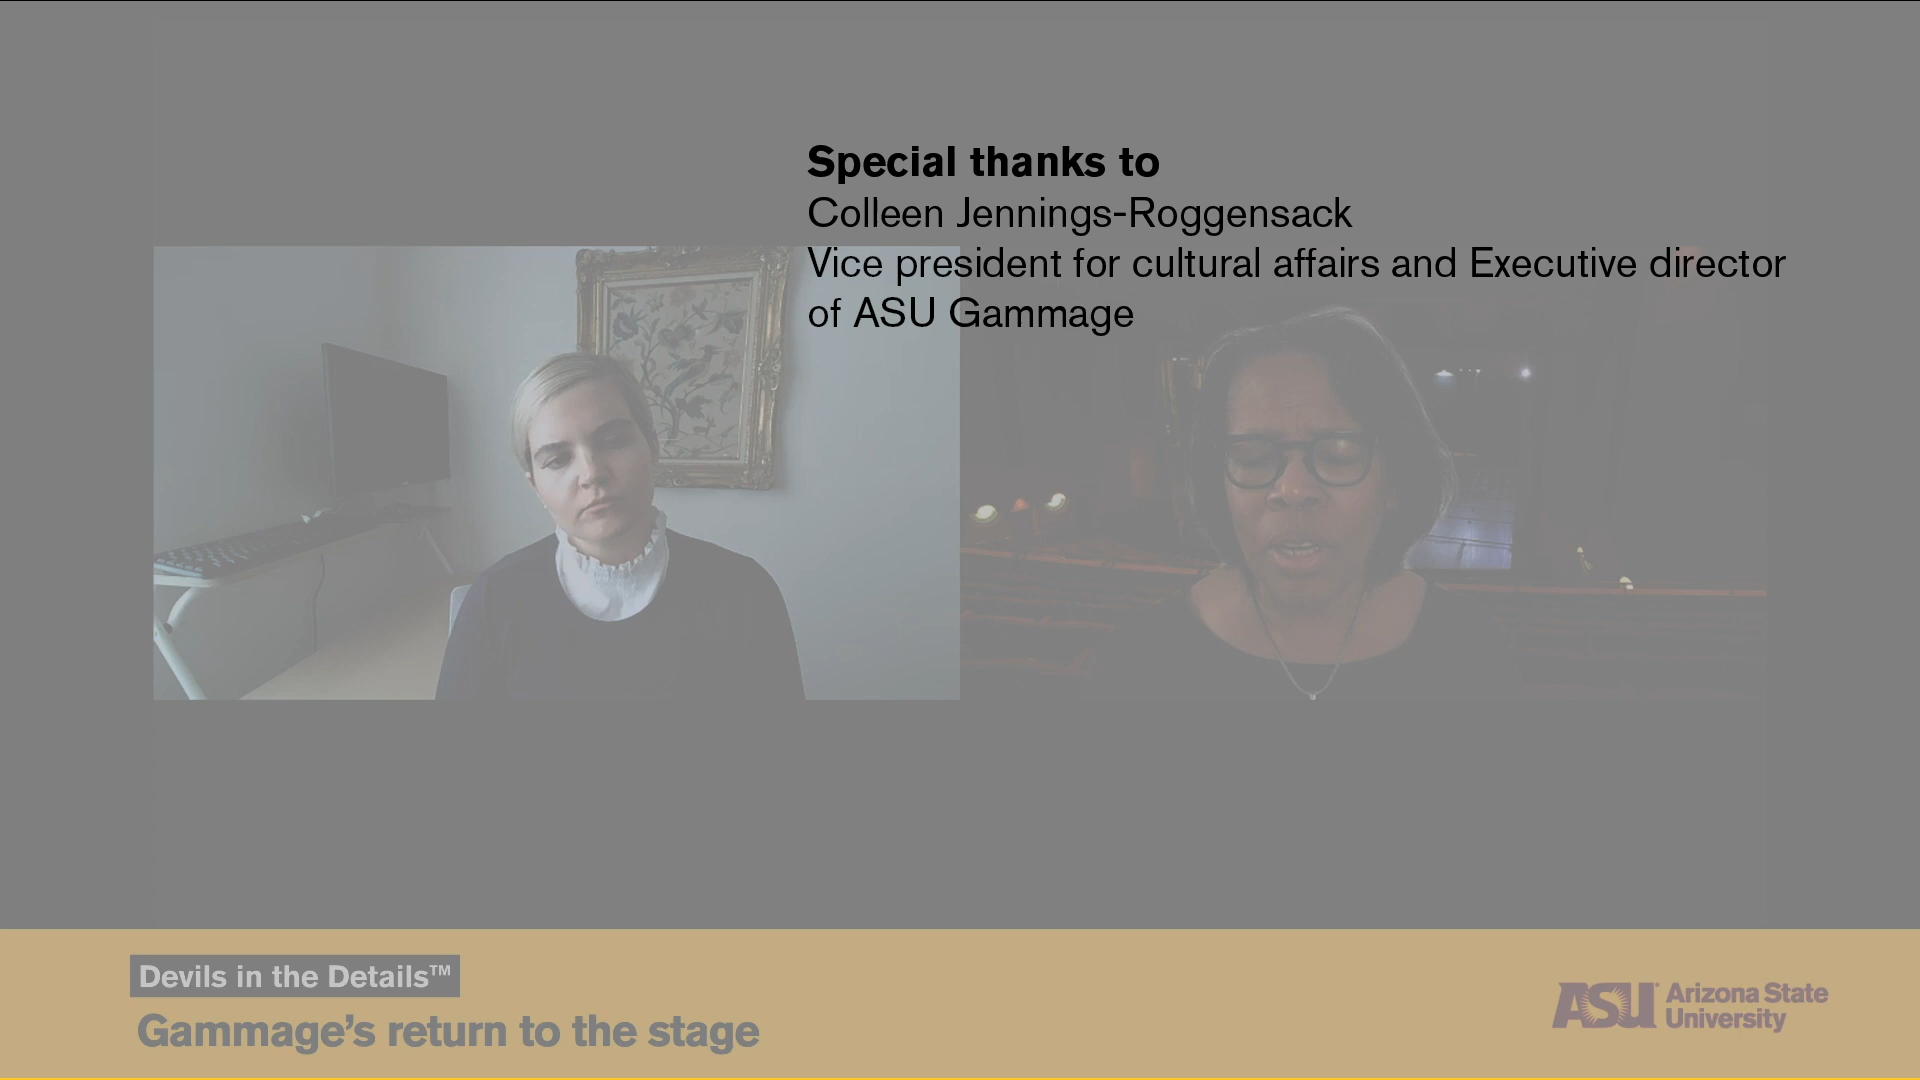 Special thanks to
Colleen Jennings-Roggensack
Vice president for cultural affairs and Executive director
of ASU Gammage
Devils in the Details™
Gammage’s return to the stage
ASU Arizona State
University